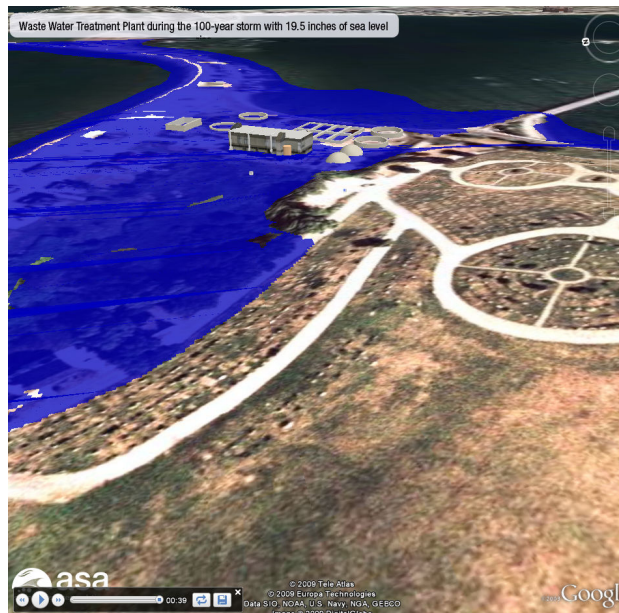 Waste Water Treatment Plant during the 100-year storm with 19.5 inches of sea level
asa
00:39
© 2009 Tele Atlas
© 2009 Europa Technologies
Data SIO, NOAA, U.S. Navy, NGA, GEBCO
Google